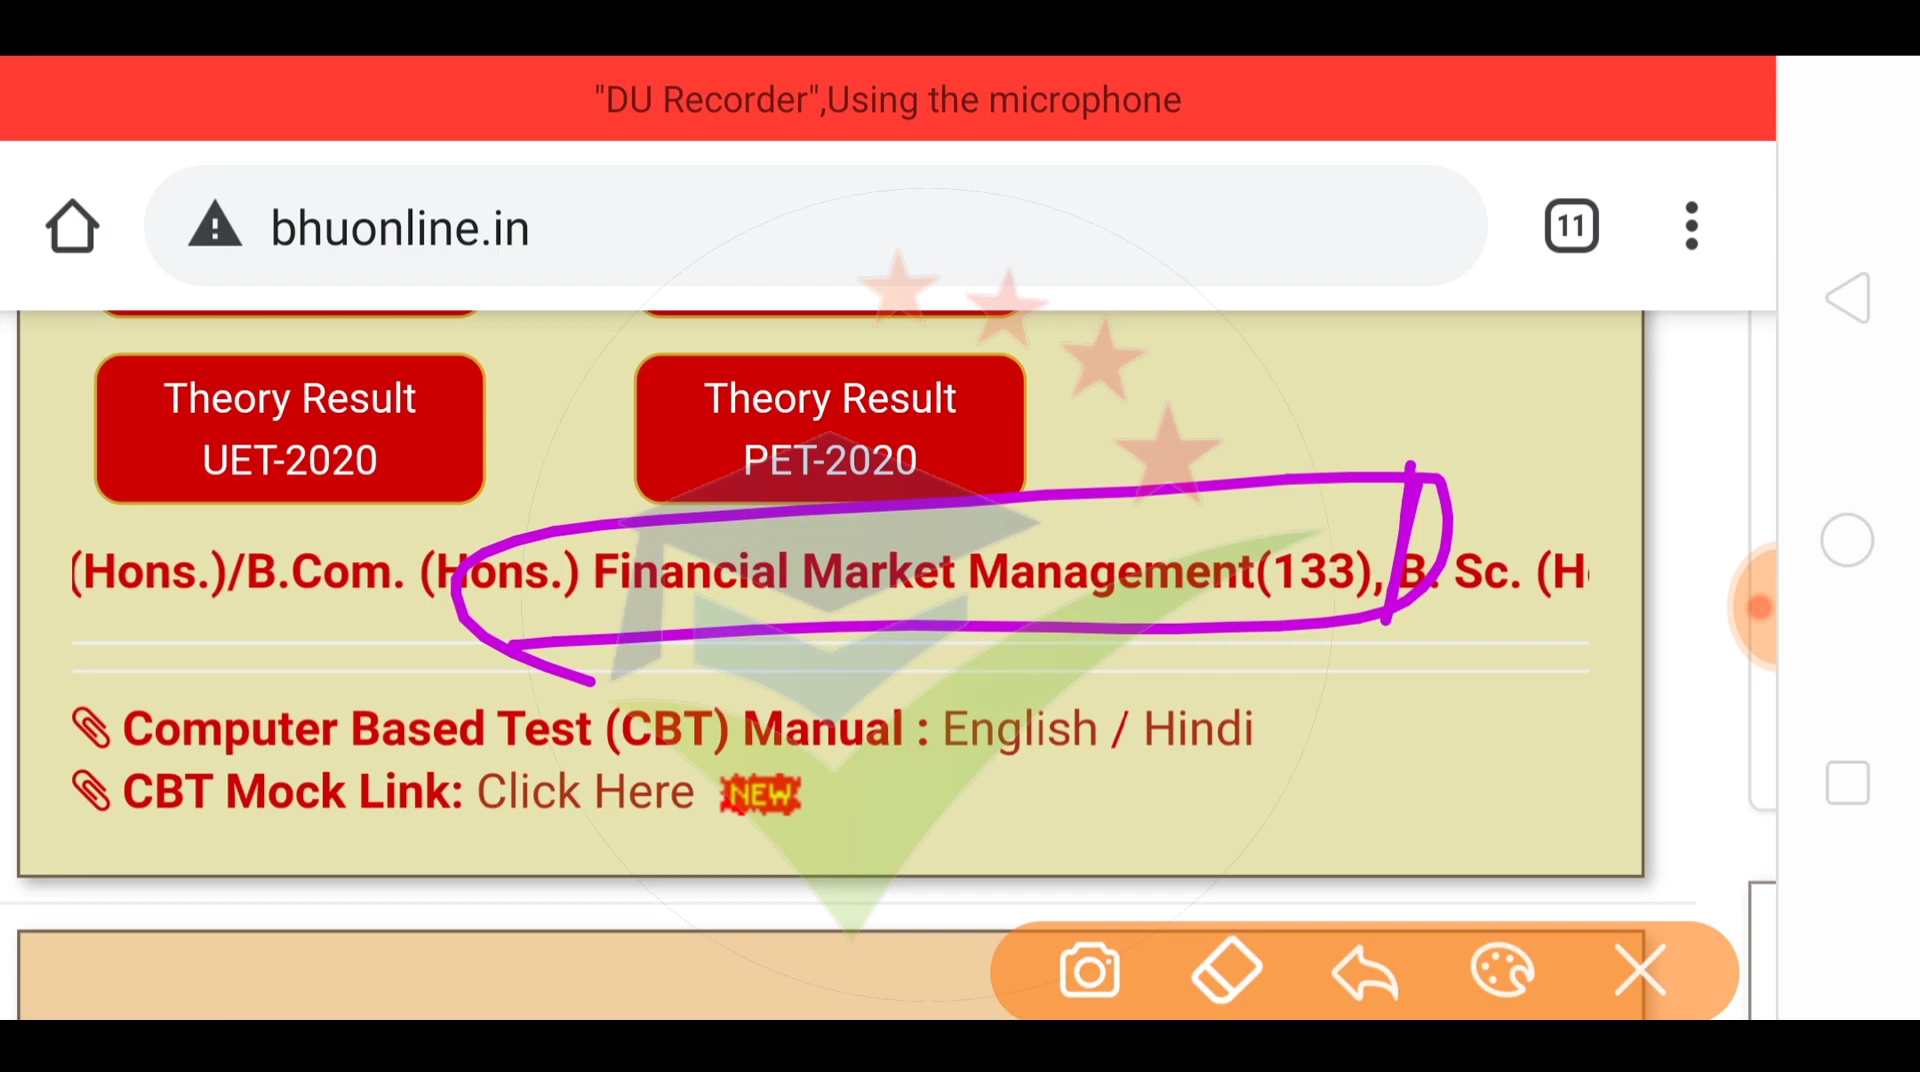 "DU Recorder",Using the microphone
bhuonline.in
11
Theory Result
UET-2020
Theory Result
PET-2020
(Hons.)/B.Com. (Hons.) Financial Market Management(133), B. Sc. (H
Computer Based Test (CBT) Manual : English / Hindi
CBT Mock Link: Click Here NEW